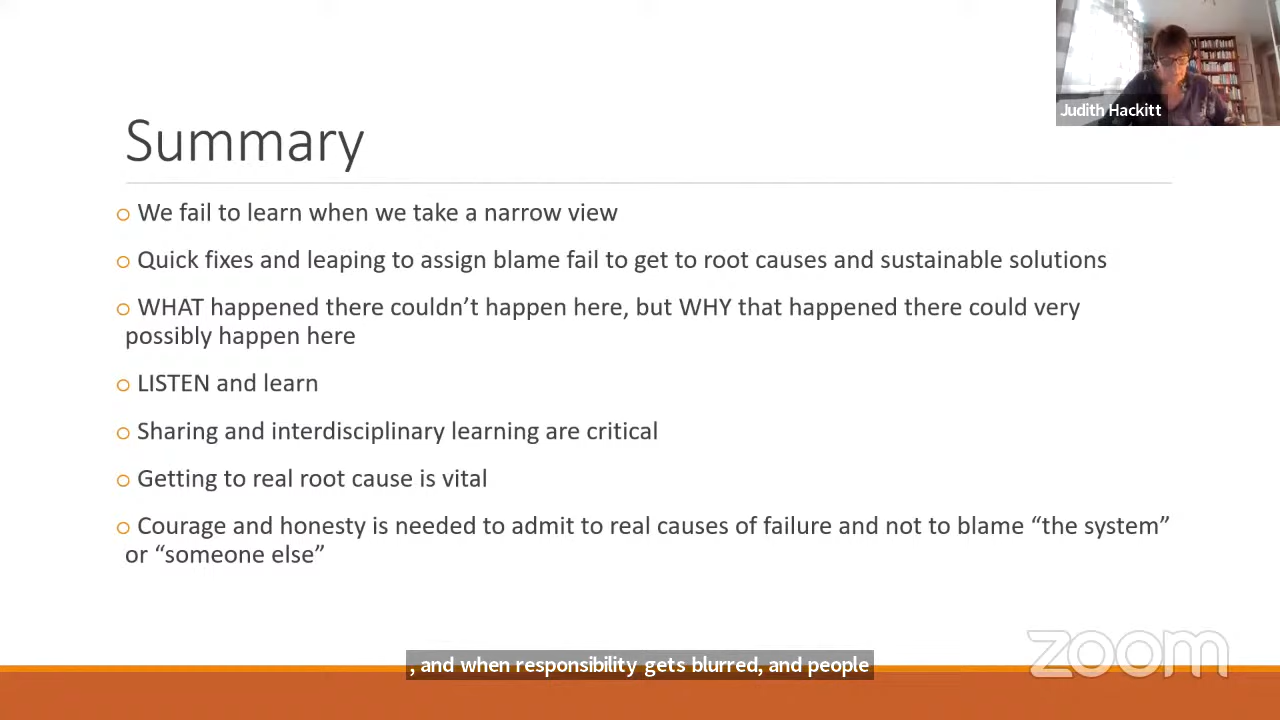 Judith Hackitt
Summary
o We fail to learn when we take a narrow view
o Quick fixes and leaping to assign blame fail to get to root causes and sustainable solutions
o WHAT happened there couldn’t happen here, but WHY that happened there could very
possibly happen here
o LISTEN and learn
o Sharing and interdisciplinary learning are critical
o Getting to real root cause is vital
o Courage and honesty is needed to admit to real causes of failure and not to blame “the system”
or “someone else”
, and when responsibility gets blurred, and people
zoom